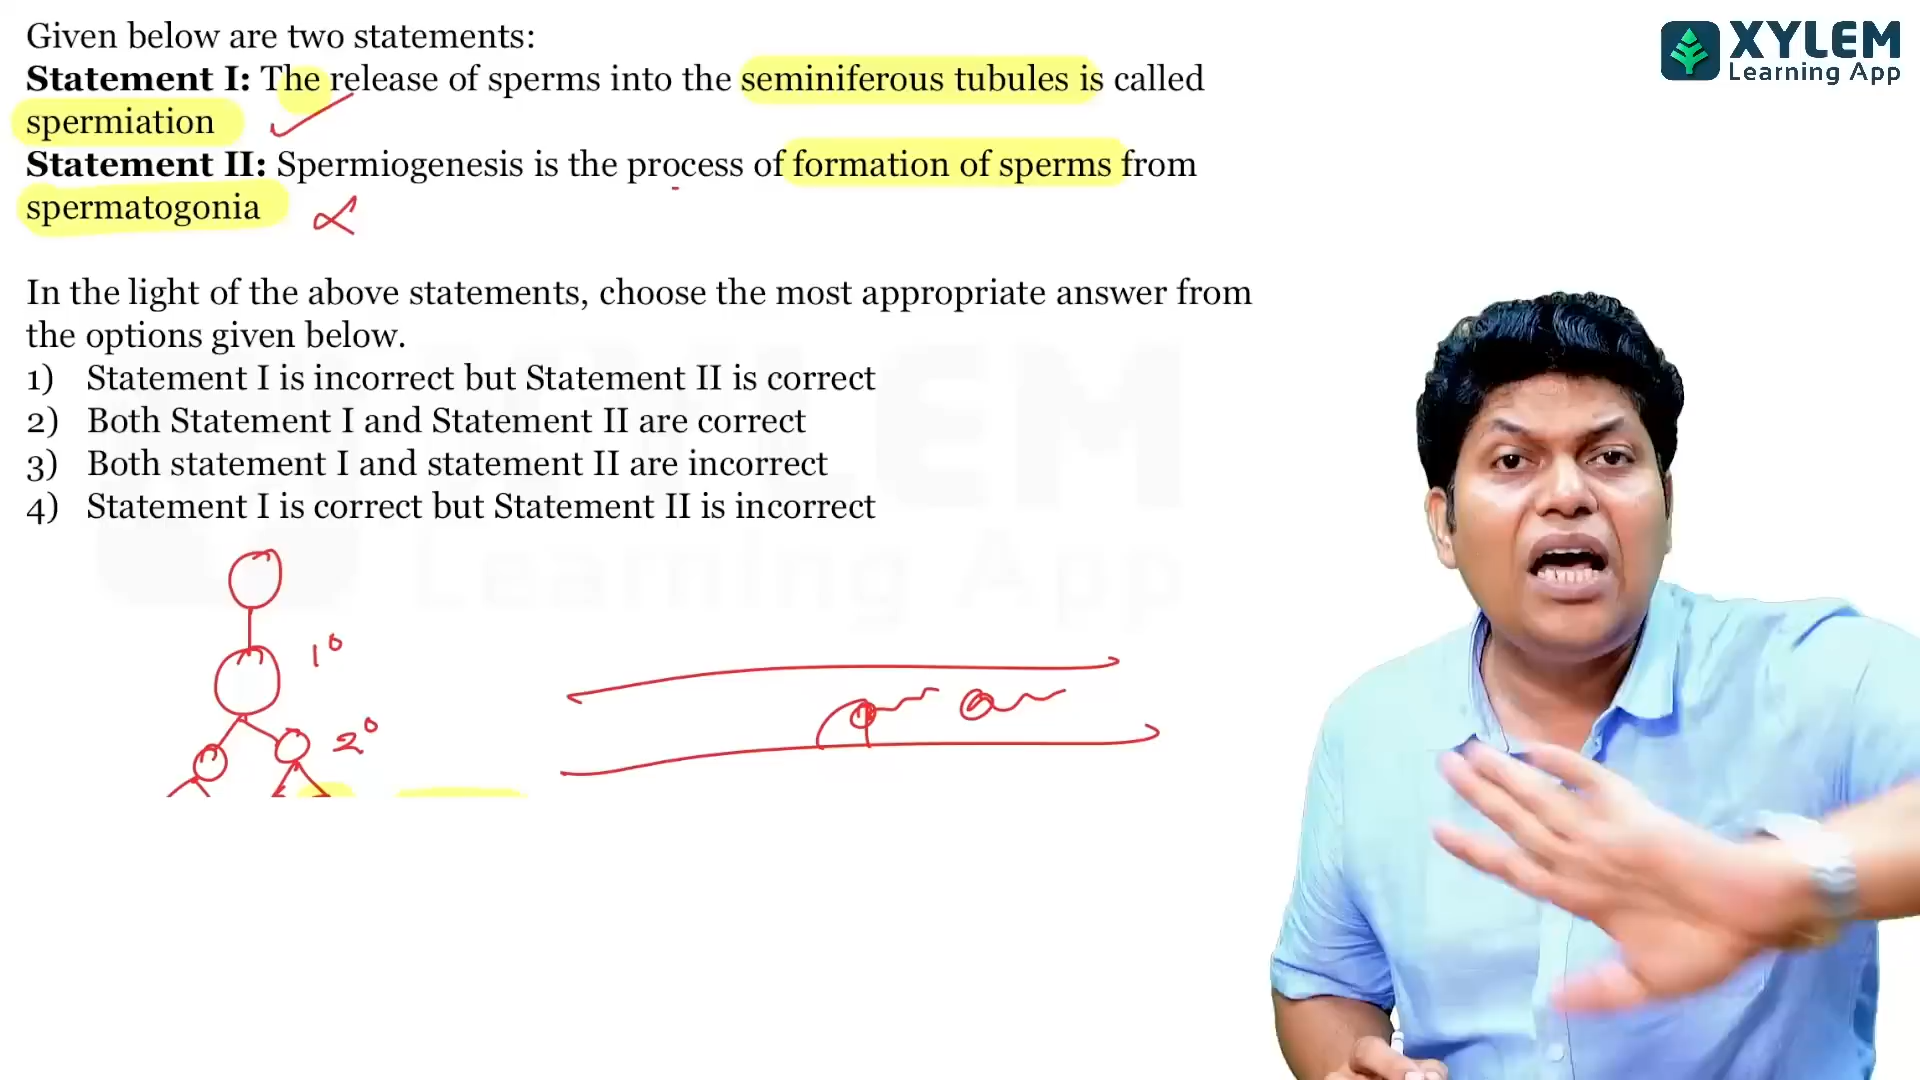 Given below are two statements:
Statement I: The release of sperms into the seminiferous tubules is called
spermiation
Statement II: Spermiogenesis is the process of formation of sperms from
spermatogonia
In the light of the above statements, choose the most appropriate answer from
the options given below.
1) Statement I is incorrect but Statement II is correct
2) Both Statement I and Statement II are correct
3) Both statement I and statement II are incorrect
4) Statement I is correct but Statement II is incorrect
1°
2°
XYLEM
Learning App
XYLEM
Learning App